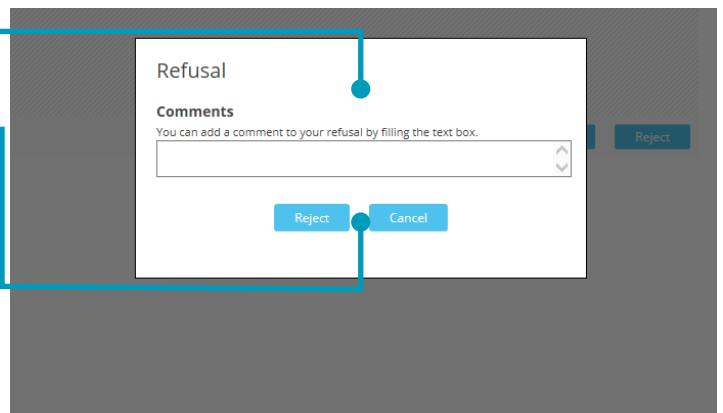 Refusal
Comments
You can add a comment to your refusal by filling the text box.
Reject
Reject Cancel